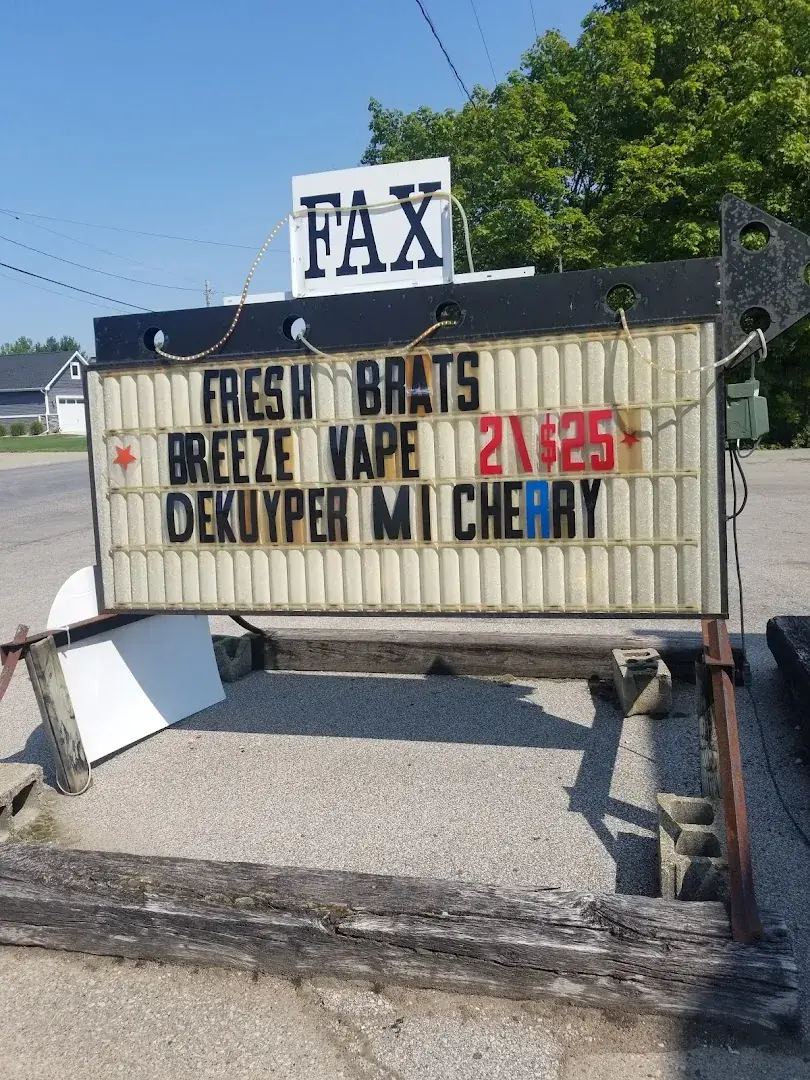 FAX
FRESH BRATS
BREEZE VAPE 2\$25
DEKUYPER MI CHERRY